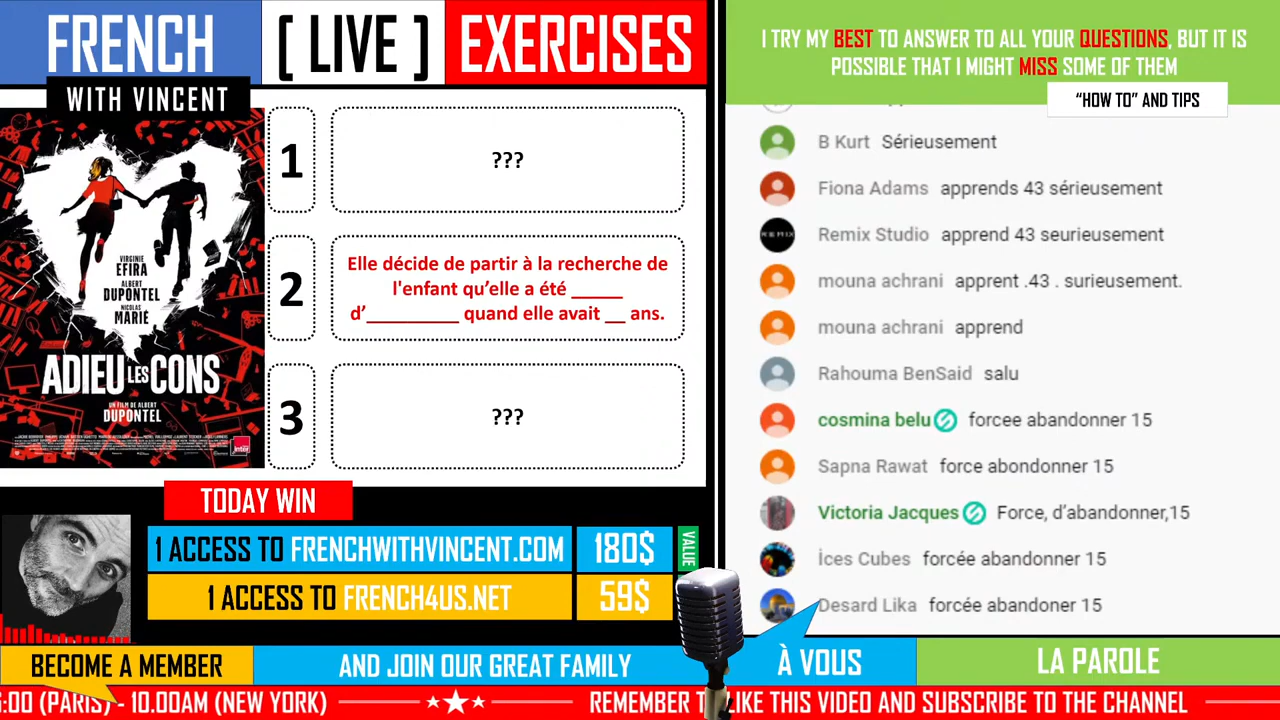 FRENCH
[ LIVE ]
EXERCISES
WITH VINCENT
VIRGINIE
EFIRA
ALBERT
DUPONTEL
NICOLAS
MARIÉ
ADIEU LES CONS
UN FILM DE ALBERT
DUPONTEL
inter
1
???
2
Elle décide de partir à la recherche de
l'enfant qu’elle a été _____
d’_________ quand elle avait __ ans.
3
???
TODAY WIN
1 ACCESS TO FRENCHWITHVINCENT.COM
180$
VALUE
1 ACCESS TO FRENCH4US.NET
59$
I TRY MY BEST TO ANSWER TO ALL YOUR QUESTIONS, BUT IT IS
POSSIBLE THAT I MIGHT MISS SOME OF THEM
“HOW TO” AND TIPS
B Kurt Sérieusement
Fiona Adams apprends 43 sérieusement
REMIX
Remix Studio apprend 43 seurieusement
mouna achrani apprent .43 . surieusement.
mouna achrani apprend
Rahouma BenSaid salu
cosmina belu forcee abandonner 15
Sapna Rawat force abondonner 15
Victoria Jacques Force, d’abandonner,15
İces Cubes forcée abandonner 15
Desard Lika forcée abandoner 15
BECOME A MEMBER
AND JOIN OUR GREAT FAMILY
À VOUS
LA PAROLE
:00 (PARIS) - 10.00AM (NEW YORK)
REMEMBER TO LIKE THIS VIDEO AND SUBSCRIBE TO THE CHANNEL